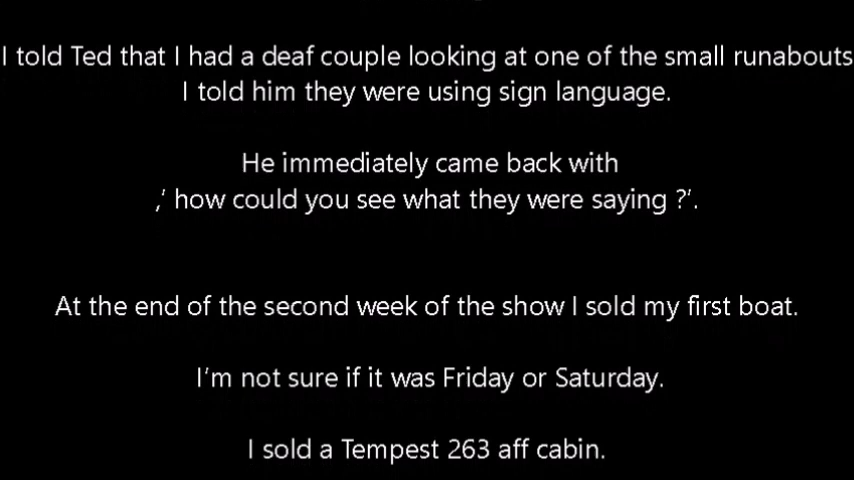 I told Ted that I had a deaf couple looking at one of the small runabouts
I told him they were using sign language.
He immediately came back with
,‘ how could you see what they were saying ?’.
At the end of the second week of the show I sold my first boat.
I’m not sure if it was Friday or Saturday.
I sold a Tempest 263 aff cabin.